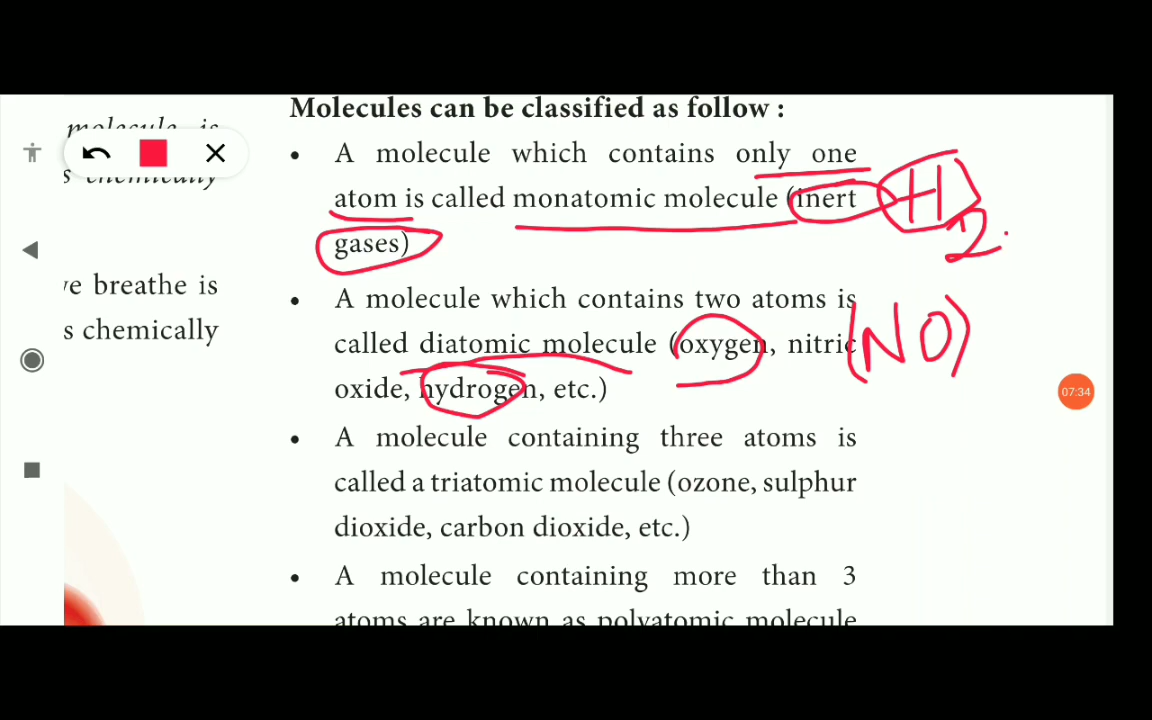 Molecules can be classified as follow :
molecule is
s chemically
• A molecule which contains only one
atom is called monatomic molecule (inert
gases)
H2
ve breathe is
s chemically
• A molecule which contains two atoms is
called diatomic molecule (oxygen, nitric
oxide, hydrogen, etc.)
(NO)
07:34
• A molecule containing three atoms is
called a triatomic molecule (ozone, sulphur
dioxide, carbon dioxide, etc.)
• A molecule containing more than 3
atoms are known as polyatomic molecule